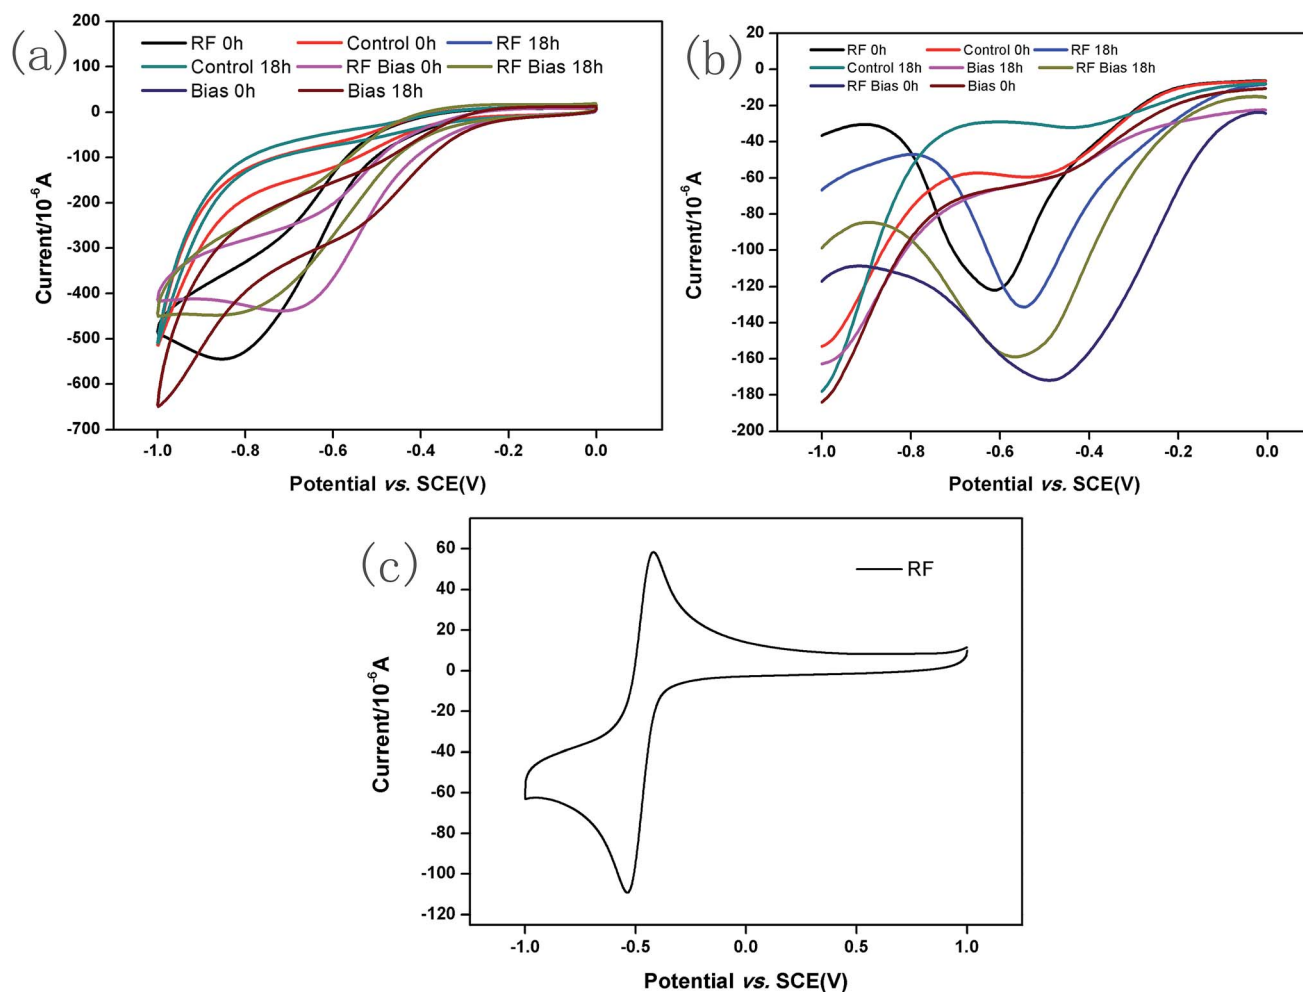 (a)
RF 0h Control 0h RF 18h
Control 18h RF Bias 0h RF Bias 18h
Bias 0h Bias 18h
200
100
0
-100
-200
-300
-400
-500
-600
-700
Current/10⁻⁶A
-1.0 -0.8 -0.6 -0.4 -0.2 0.0
Potential vs. SCE(V)
(b)
RF 0h Control 0h RF 18h
Control 18h Bias 18h RF Bias 18h
RF Bias 0h Bias 0h
20
0
-20
-40
-60
-80
-100
-120
-140
-160
-180
-200
Current/10⁻⁶A
-1.0 -0.8 -0.6 -0.4 -0.2 0.0
Potential vs. SCE(V)
(c)
RF
60
40
20
0
-20
-40
-60
-80
-100
-120
Current/10⁻⁶A
-1.0 -0.5 0.0 0.5 1.0
Potential vs. SCE(V)